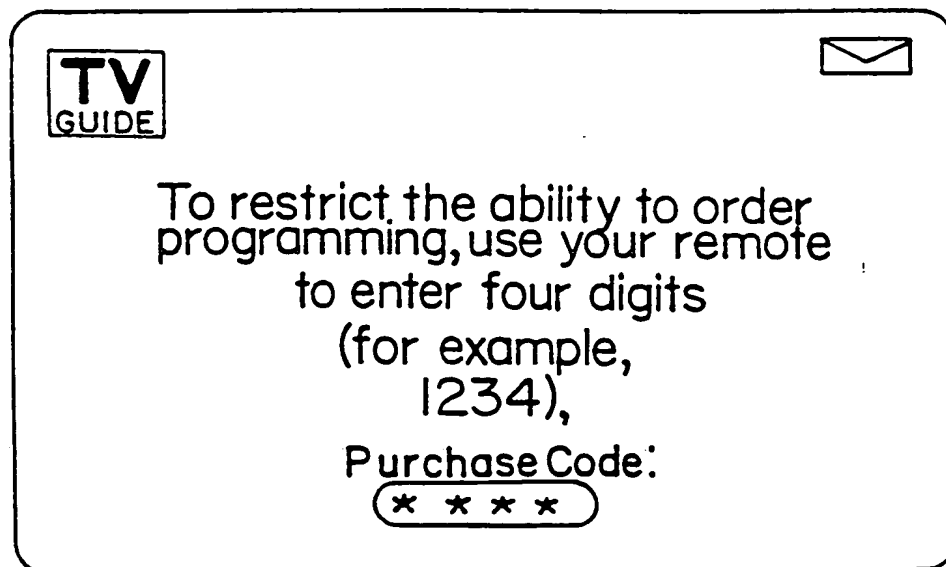 TV
GUIDE
To restrict the ability to order
programming, use your remote
to enter four digits
(for example,
1234),
Purchase Code:
* * * *